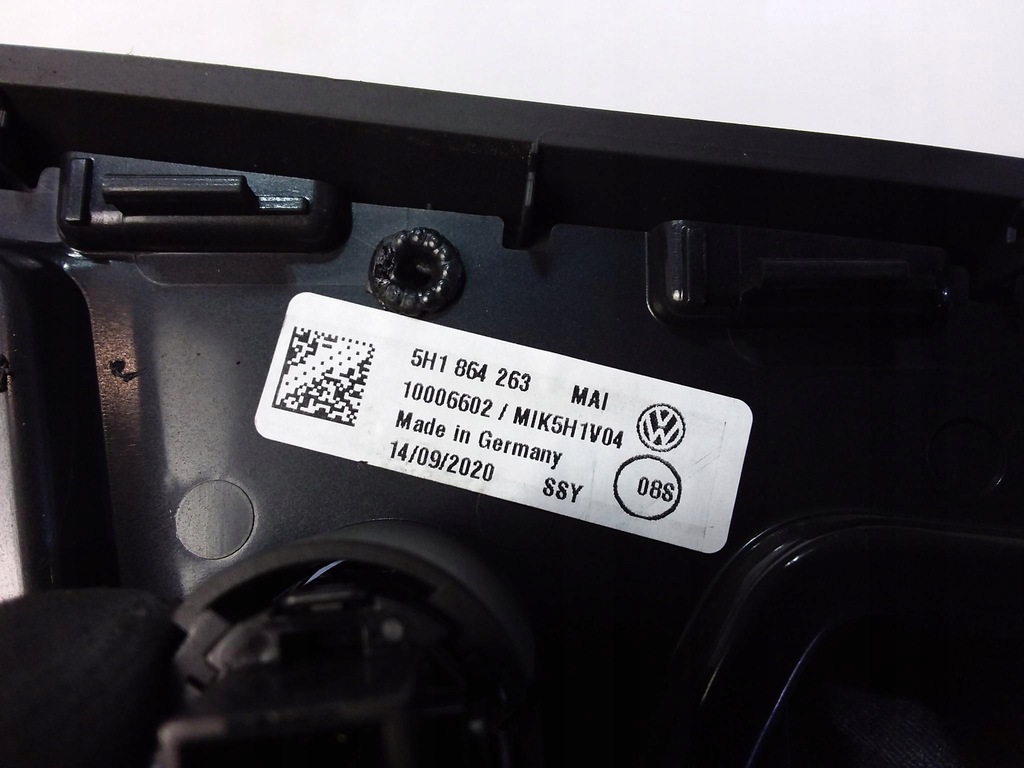 5H1 864 263 MAI
10006602 / MIK5H1V04
Made in Germany
14/09/2020 SSY 08S